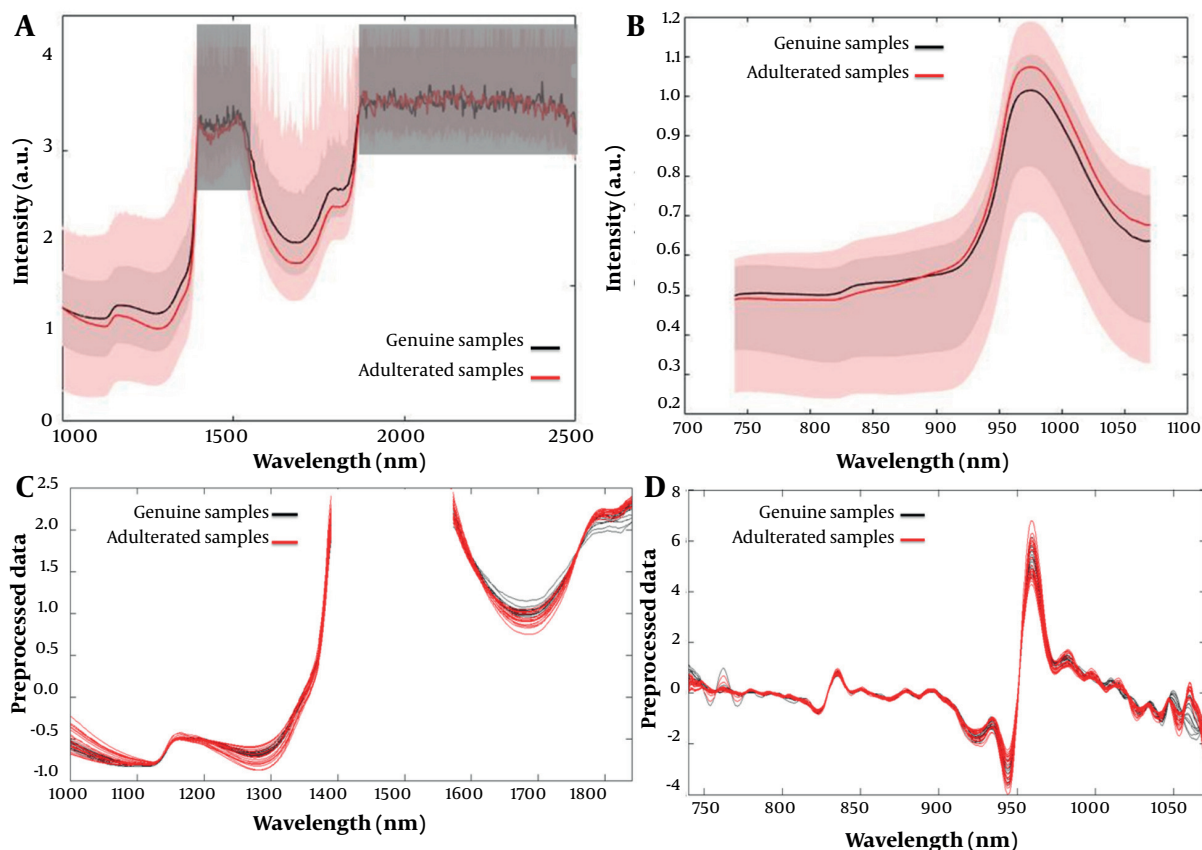 A
4
3
2
1
0
Intensity (a.u.)
Genuine samples
Adulterated samples
1000 1500 2000 2500
Wavelength (nm)
B
1.2
1.1
1.0
0.9
0.8
0.7
0.6
0.5
0.4
0.3
0.2
Intensity (a.u.)
Genuine samples
Adulterated samples
700 750 800 850 900 950 1000 1050 1100
Wavelength (nm)
C
2.5
2.0
1.5
1.0
0.5
0.0
-0.5
-1.0
Preprocessed data
Genuine samples
Adulterated samples
1000 1100 1200 1300 1400 1500 1600 1700 1800
Wavelength (nm)
D
8
6
4
2
0
-2
-4
Preprocessed data
Genuine samples
Adulterated samples
750 800 850 900 950 1000 1050
Wavelength (nm)